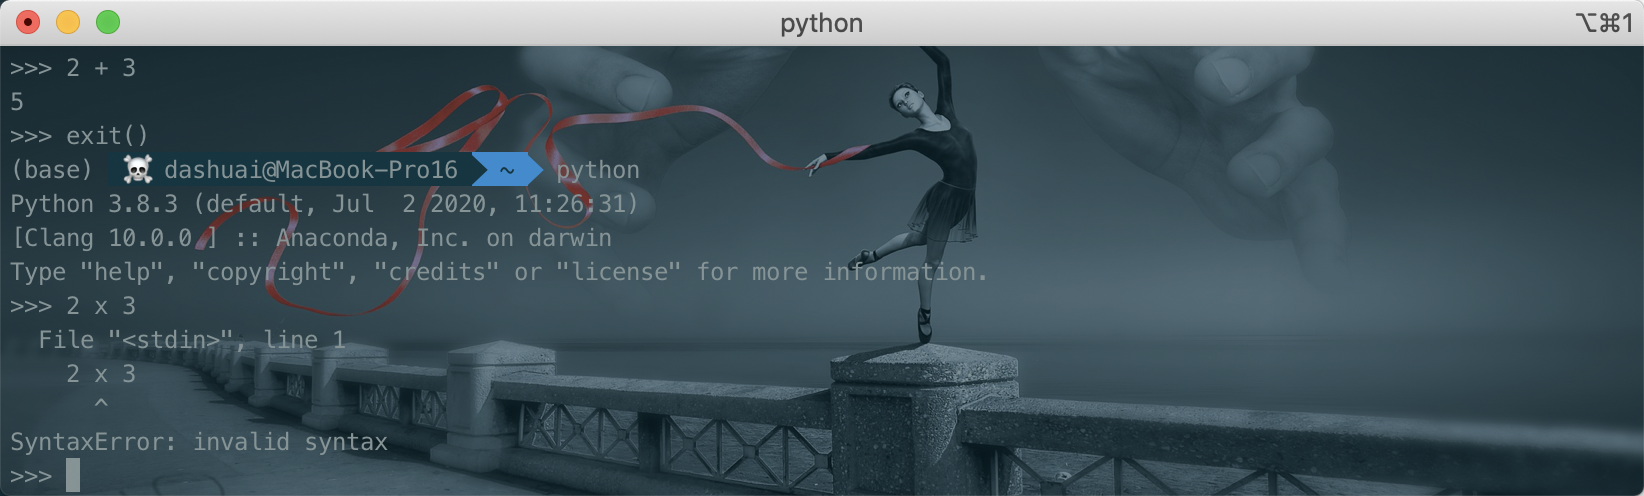 python
⌥⌘1
>>> 2 + 3
5
>>> exit()
(base) ☠️ dashuai@MacBook-Pro16 ~ python
Python 3.8.3 (default, Jul  2 2020, 11:26:31)
[Clang 10.0.0 ] :: Anaconda, Inc. on darwin
Type "help", "copyright", "credits" or "license" for more information.
>>> 2 x 3
  File "<stdin>", line 1
    2 x 3
      ^
SyntaxError: invalid syntax
>>>